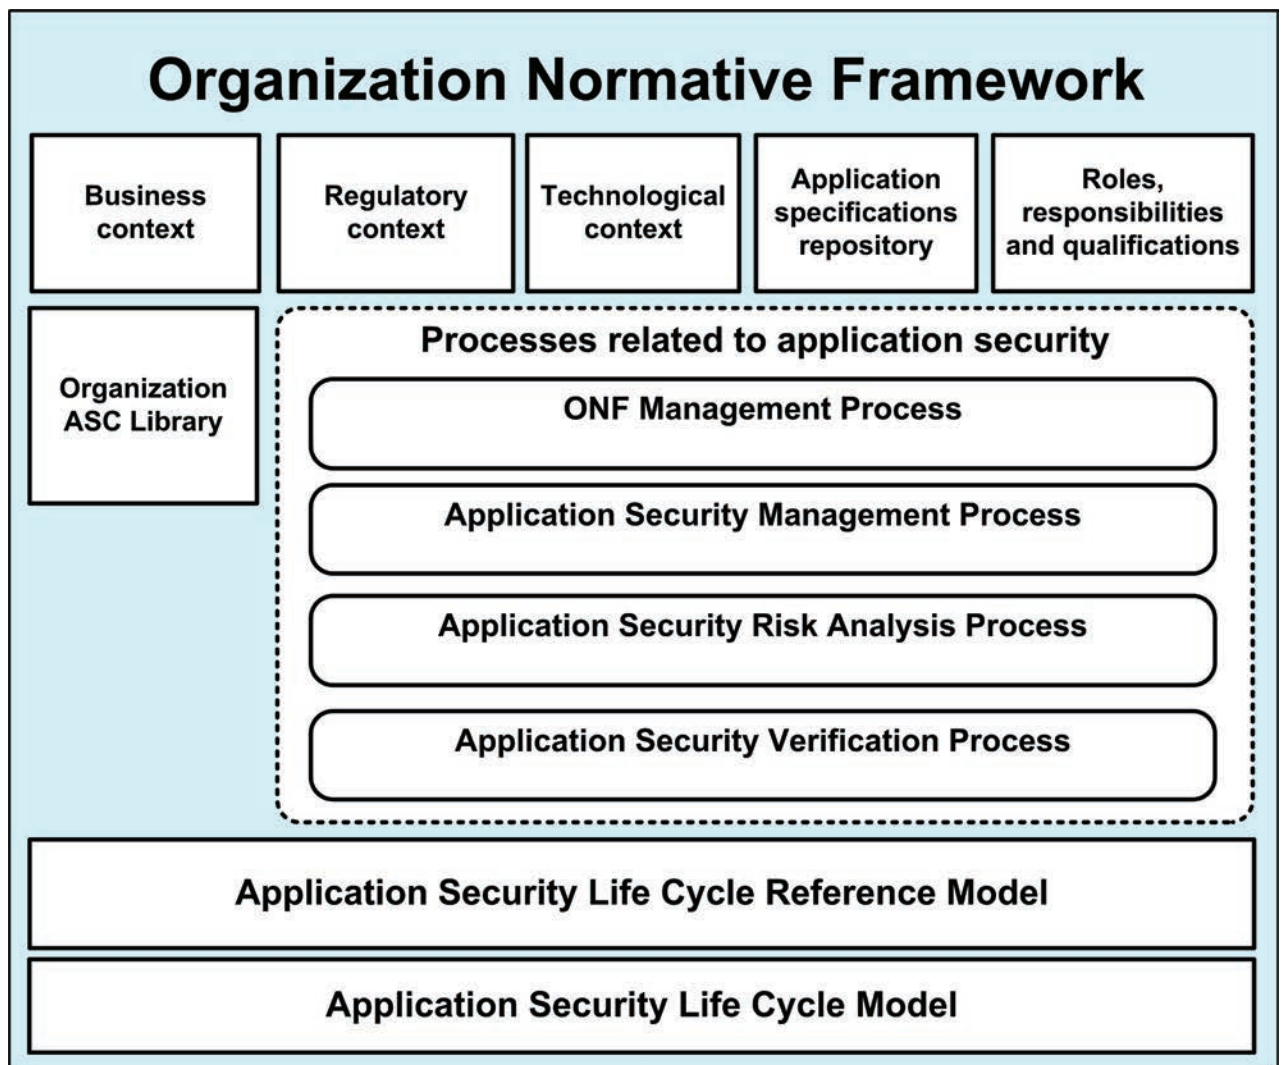 Organization Normative Framework
Business
context
Regulatory
context
Technological
context
Application
specifications
repository
Roles,
responsibilities
and qualifications
Organization
ASC Library
Processes related to application security
ONF Management Process
Application Security Management Process
Application Security Risk Analysis Process
Application Security Verification Process
Application Security Life Cycle Reference Model
Application Security Life Cycle Model